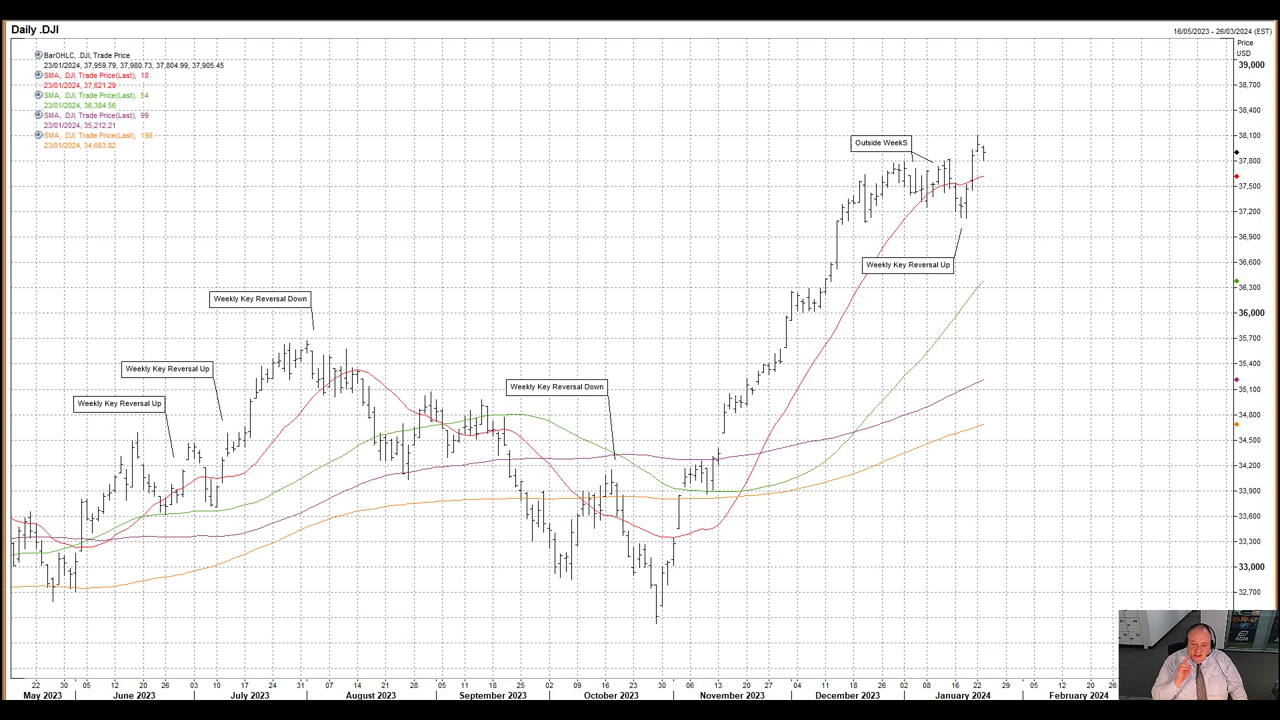 Daily .DJI
16/05/2023 - 26/03/2024 (EST)
BarOHLC, .DJI, Trade Price
23/01/2024, 37,959.79, 37,980.73, 37,804.99, 37,905.45
SMA, .DJI, Trade Price(Last), 18
23/01/2024, 37,621.29
SMA, .DJI, Trade Price(Last), 54
23/01/2024, 36,384.56
SMA, .DJI, Trade Price(Last), 99
23/01/2024, 35,212.21
SMA, .DJI, Trade Price(Last), 198
23/01/2024, 34,683.82
Price
USD
39,000
38,700
38,400
38,100
37,800
37,500
37,200
36,900
36,600
36,300
36,000
35,700
35,400
35,100
34,800
34,500
34,200
33,900
33,600
33,300
33,000
32,700
Outside WeekS
Weekly Key Reversal Up
Weekly Key Reversal Down
Weekly Key Reversal Up
Weekly Key Reversal Up
Weekly Key Reversal Down
22 30 05 12 20 26 03 10 17 24 31 07 14 21 28 05 11 18 25 02 09 16 23 30 06 13 20 27 04 11 18 26 02 08 16 22 29 05 12 20 26
May 2023 June 2023 July 2023 August 2023 September 2023 October 2023 November 2023 December 2023 January 2024 February 2024
ADM